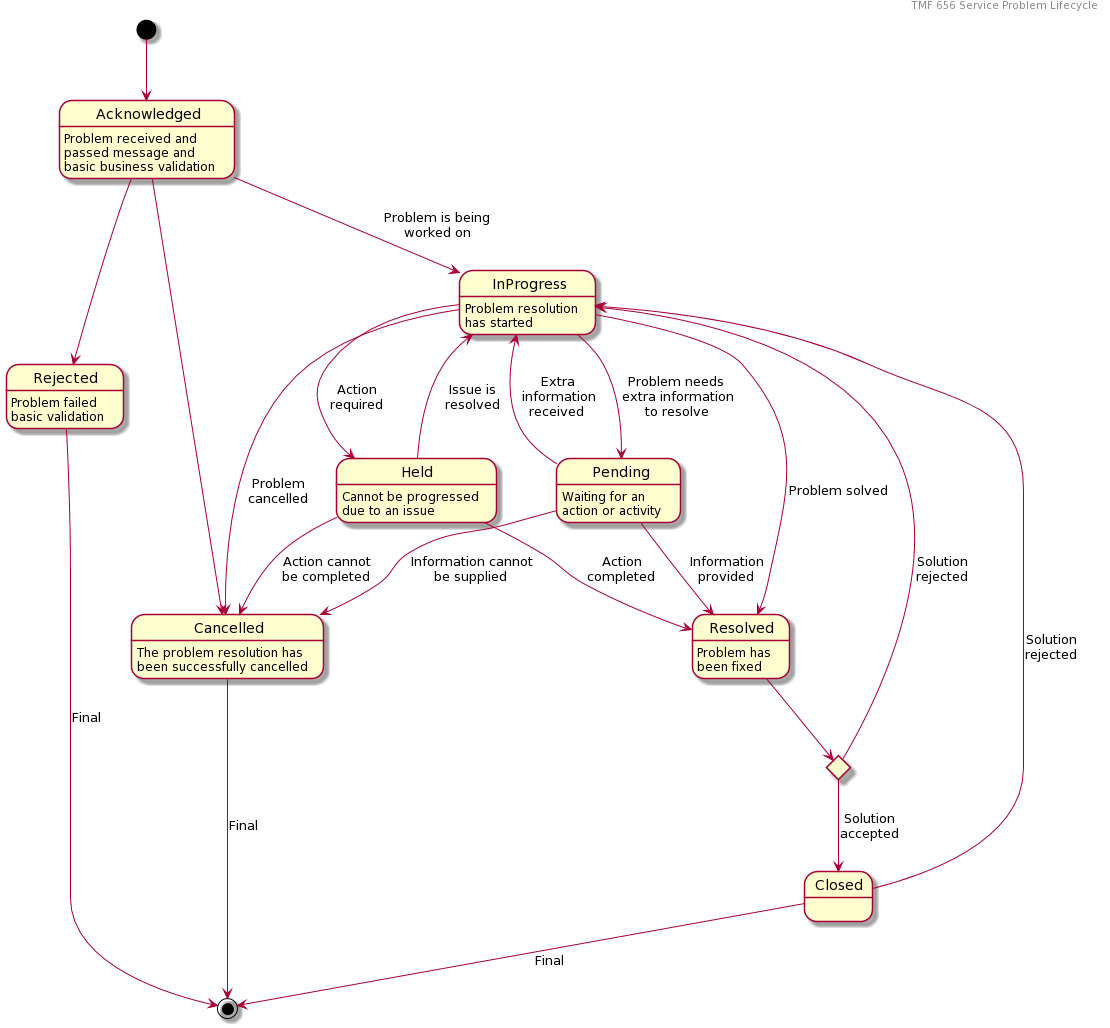 TMF 656 Service Problem Lifecycle
Acknowledged
Problem received and
passed message and
basic business validation
Problem is being
worked on
InProgress
Problem resolution
has started
Rejected
Problem failed
basic validation
Action
required
Issue is
resolved
Extra
information
received
Problem needs
extra information
to resolve
Held
Cannot be progressed
due to an issue
Pending
Waiting for an
action or activity
Problem
cancelled
Problem solved
Action cannot
be completed
Information cannot
be supplied
Action
completed
Information
provided
Solution
rejected
Cancelled
The problem resolution has
been successfully cancelled
Resolved
Problem has
been fixed
Solution
rejected
Final
Final
Solution
accepted
Closed
Final